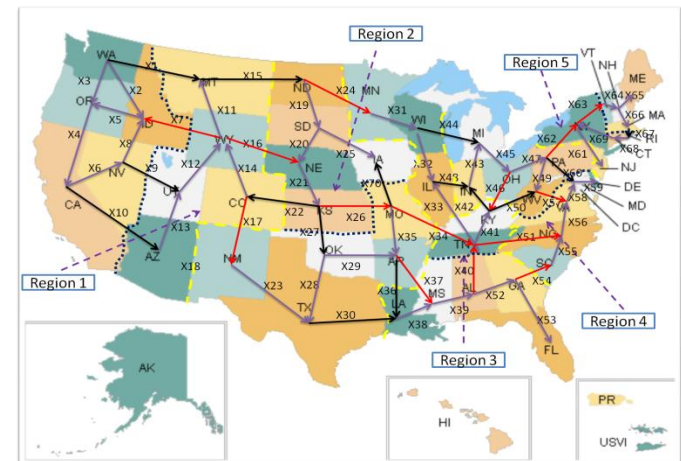 Region 2
Region 5
Region 1
Region 3
Region 4
WA
MT
ND
MN
OR
ID
WY
SD
WI
MI
NV
NE
IA
IL
IN
OH
PA
NY
VT
NH
ME
MA
RI
CT
NJ
DE
MD
DC
CA
UT
CO
KS
MO
KY
WV
VA
AZ
NM
OK
AR
TN
NC
SC
TX
LA
MS
AL
GA
FL
AK
HI
PR
USVI
X1
X2
X3
X4
X5
X6
X7
X8
X9
X10
X11
X12
X13
X14
X15
X16
X17
X18
X19
X20
X21
X22
X23
X24
X25
X26
X27
X28
X29
X30
X31
X32
X33
X34
X35
X36
X37
X38
X39
X40
X41
X42
X43
X44
X45
X46
X47
X48
X49
X50
X51
X52
X53
X54
X55
X56
X58
X59
X60
X61
X62
X63
X64
X65
X66
X67
X68
X69
X70